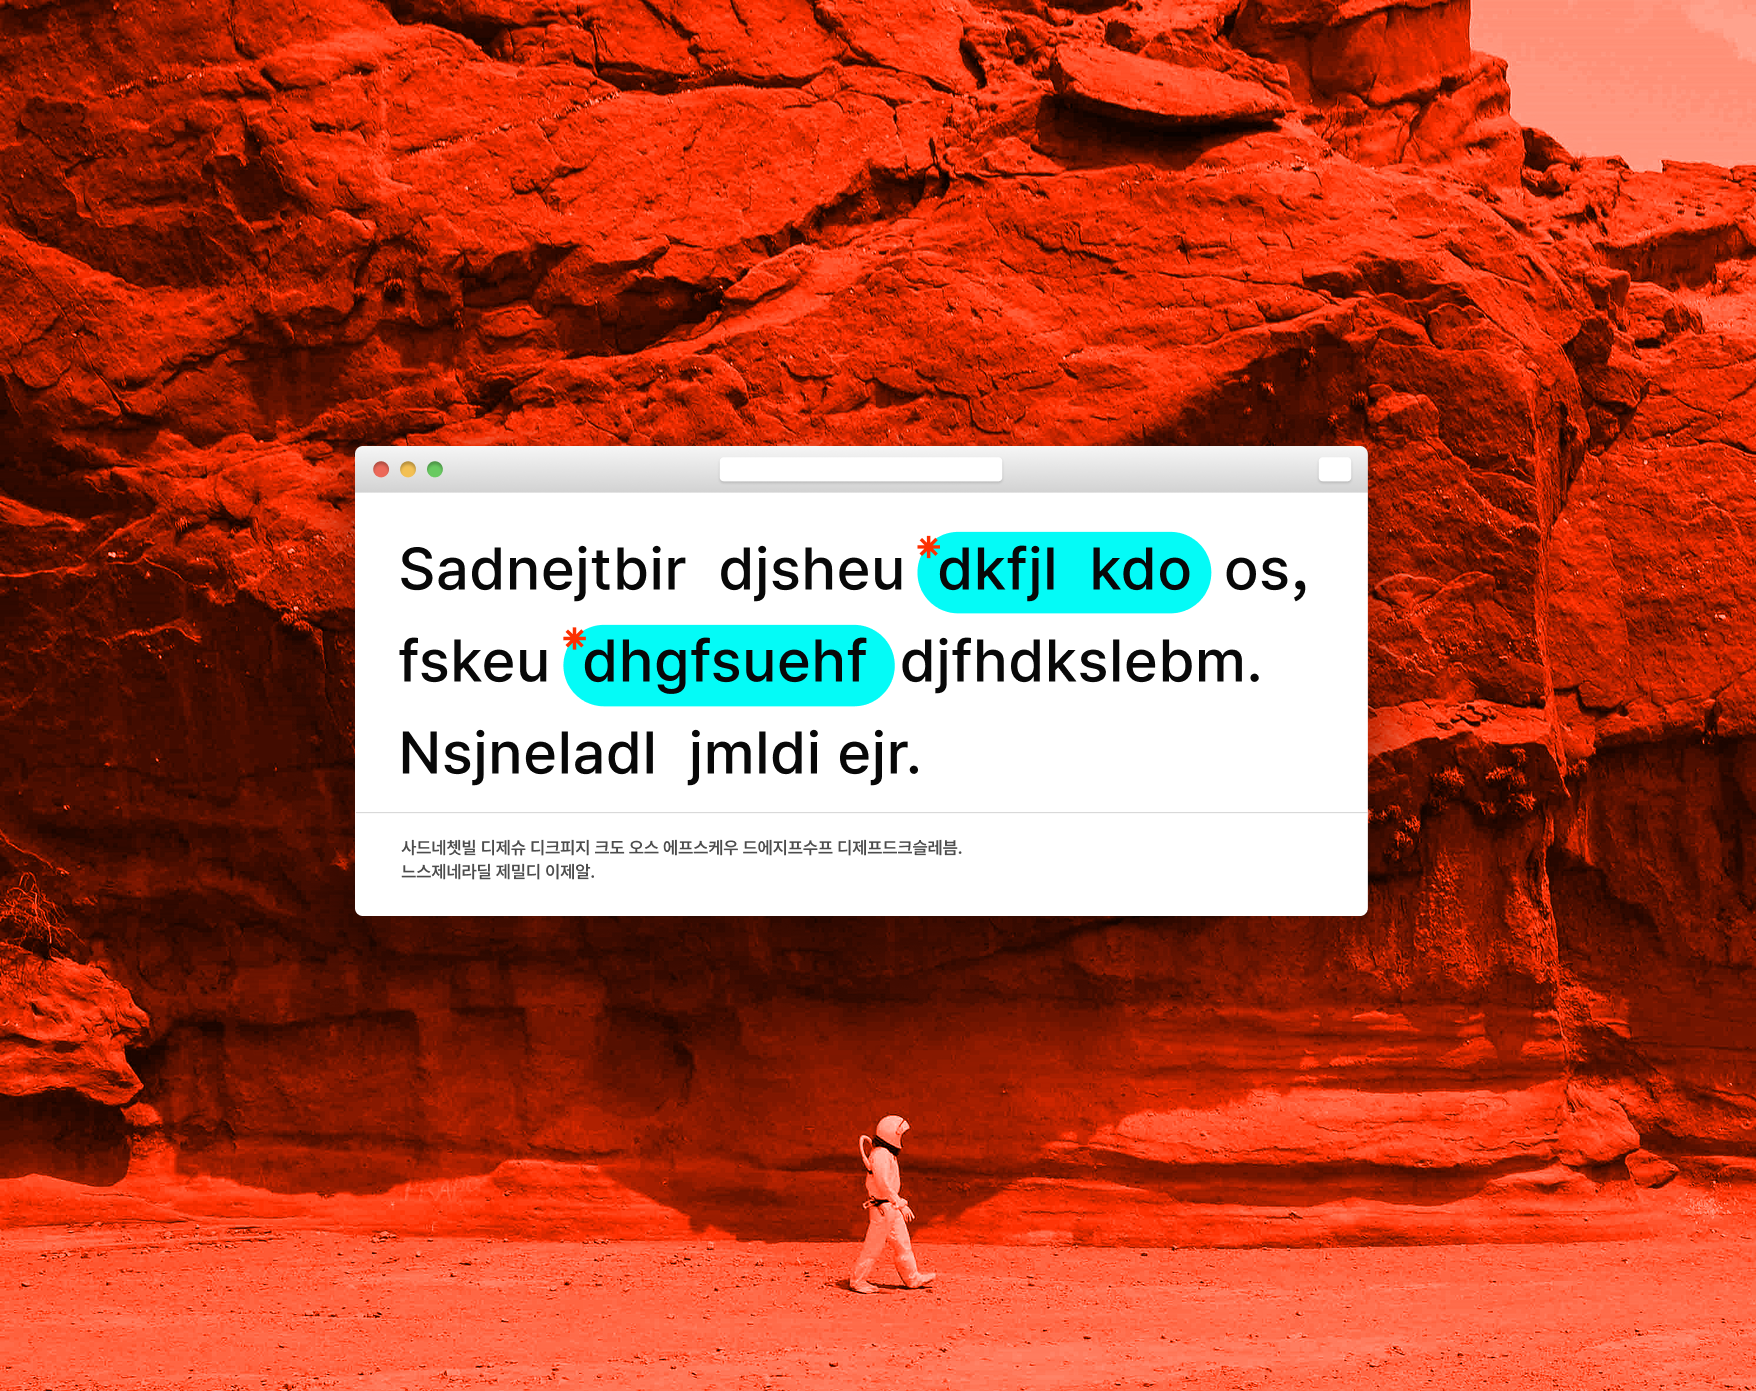 Sadnejtbir djsheu *dkfjl kdo os,
fskeu *dhgfsuehf djfhdkslebm.
Nsjneladl jmldi ejr.
사드네쳇빌 디제슈 디크피지 크도 오스 에프스케우 드에지프수프 디제프드크슬레븜.
느스제네라딜 제밀디 이제알.